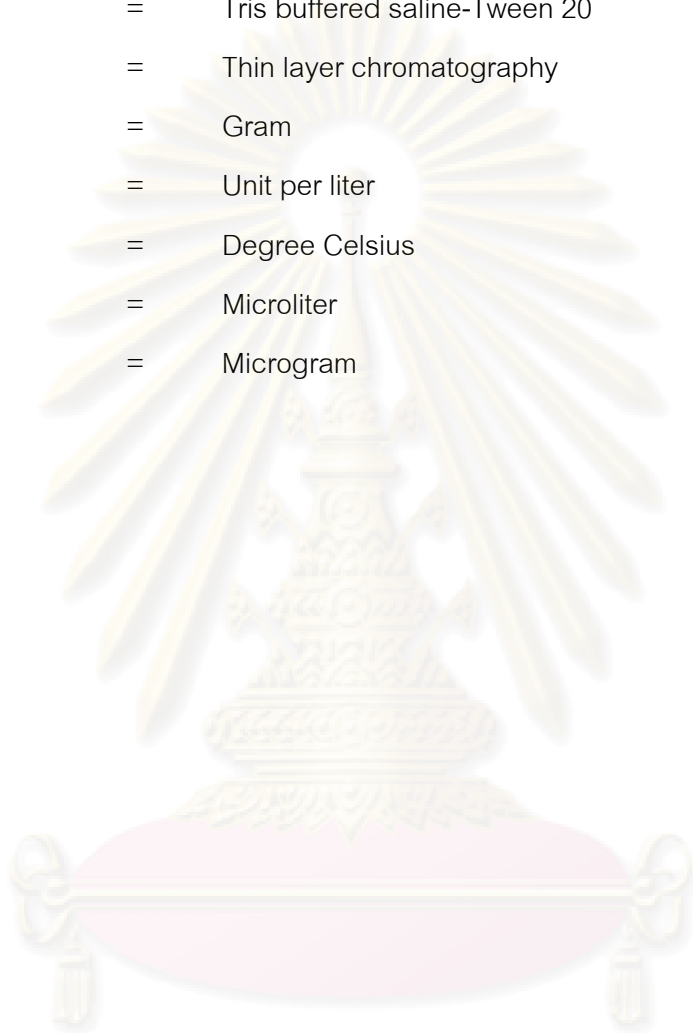 = Tris buffered saline-Tween 20
= Thin layer chromatography
= Gram
= Unit per liter
= Degree Celsius
= Microliter
= Microgram